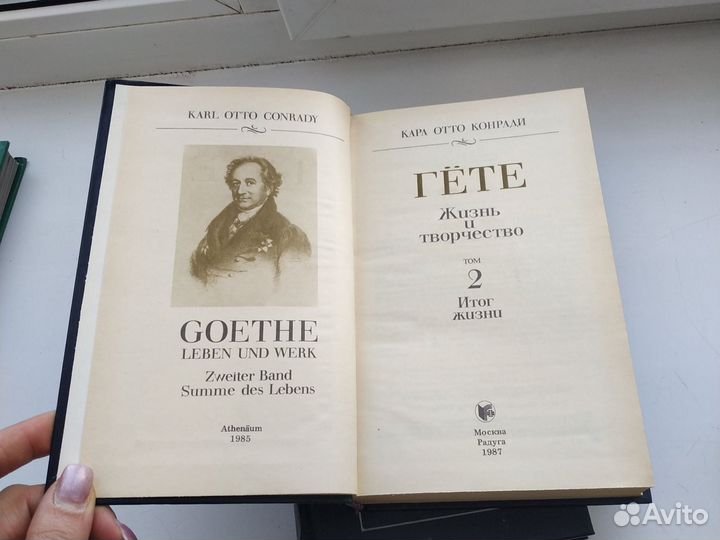 KARL OTTO CONRADY
GOETHE
LEBEN UND WERK
Zweiter Band
Summe des Lebens
Athenäum
1985
КАРЛ ОТТО КОНРАДИ
ГЁТЕ
Жизнь
и
творчество
ТОМ
2
Итог
жизни
Москва
Радуга
1987
Avito